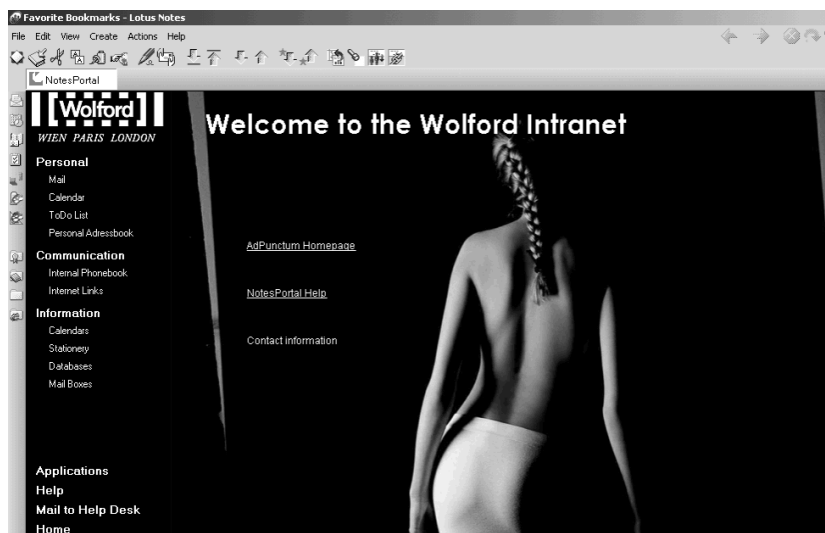 Favorite Bookmarks - Lotus Notes
File Edit View Create Actions Help
NotesPortal
Wolford
WIEN PARIS LONDON
Welcome to the Wolford Intranet
Personal
Mail
Calendar
ToDo List
Personal Adressbook
Communication
Internal Phonebook
Internet Links
Information
Calendars
Stationery
Databases
Mail Boxes
Applications
Help
Mail to Help Desk
Home
AdPunctum Homepage
NotesPortal Help
Contact information